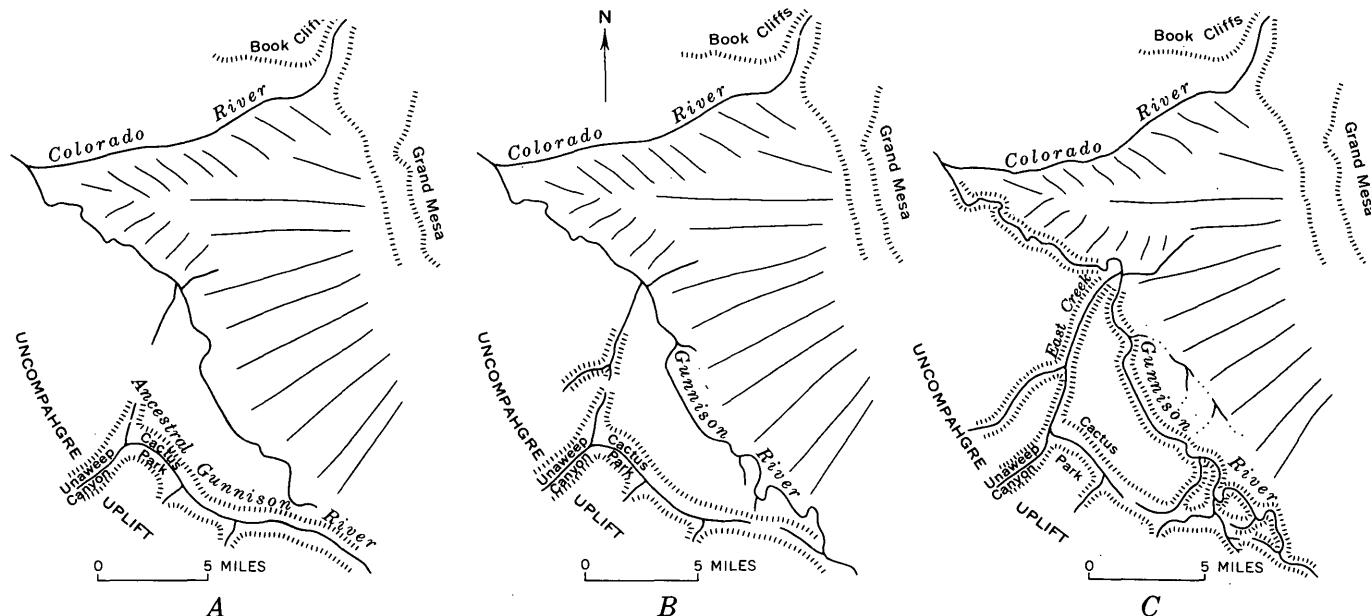 Book Cliffs
Colorado River
Grand Mesa
UNCOMPAHGRE
UPLIFT
Unaweep
Canyon
Cactus
Park
Ancestral Gunnison River
0 5 MILES
A
N
Book Cliffs
Colorado River
Grand Mesa
UNCOMPAHGRE
UPLIFT
Unaweep
Canyon
Cactus
Park
Gunnison River
0 5 MILES
B
Book Cliffs
Colorado River
Grand Mesa
East Creek
UNCOMPAHGRE
UPLIFT
Unaweep
Canyon
Cactus
Park
Gunnison River
0 5 MILES
C